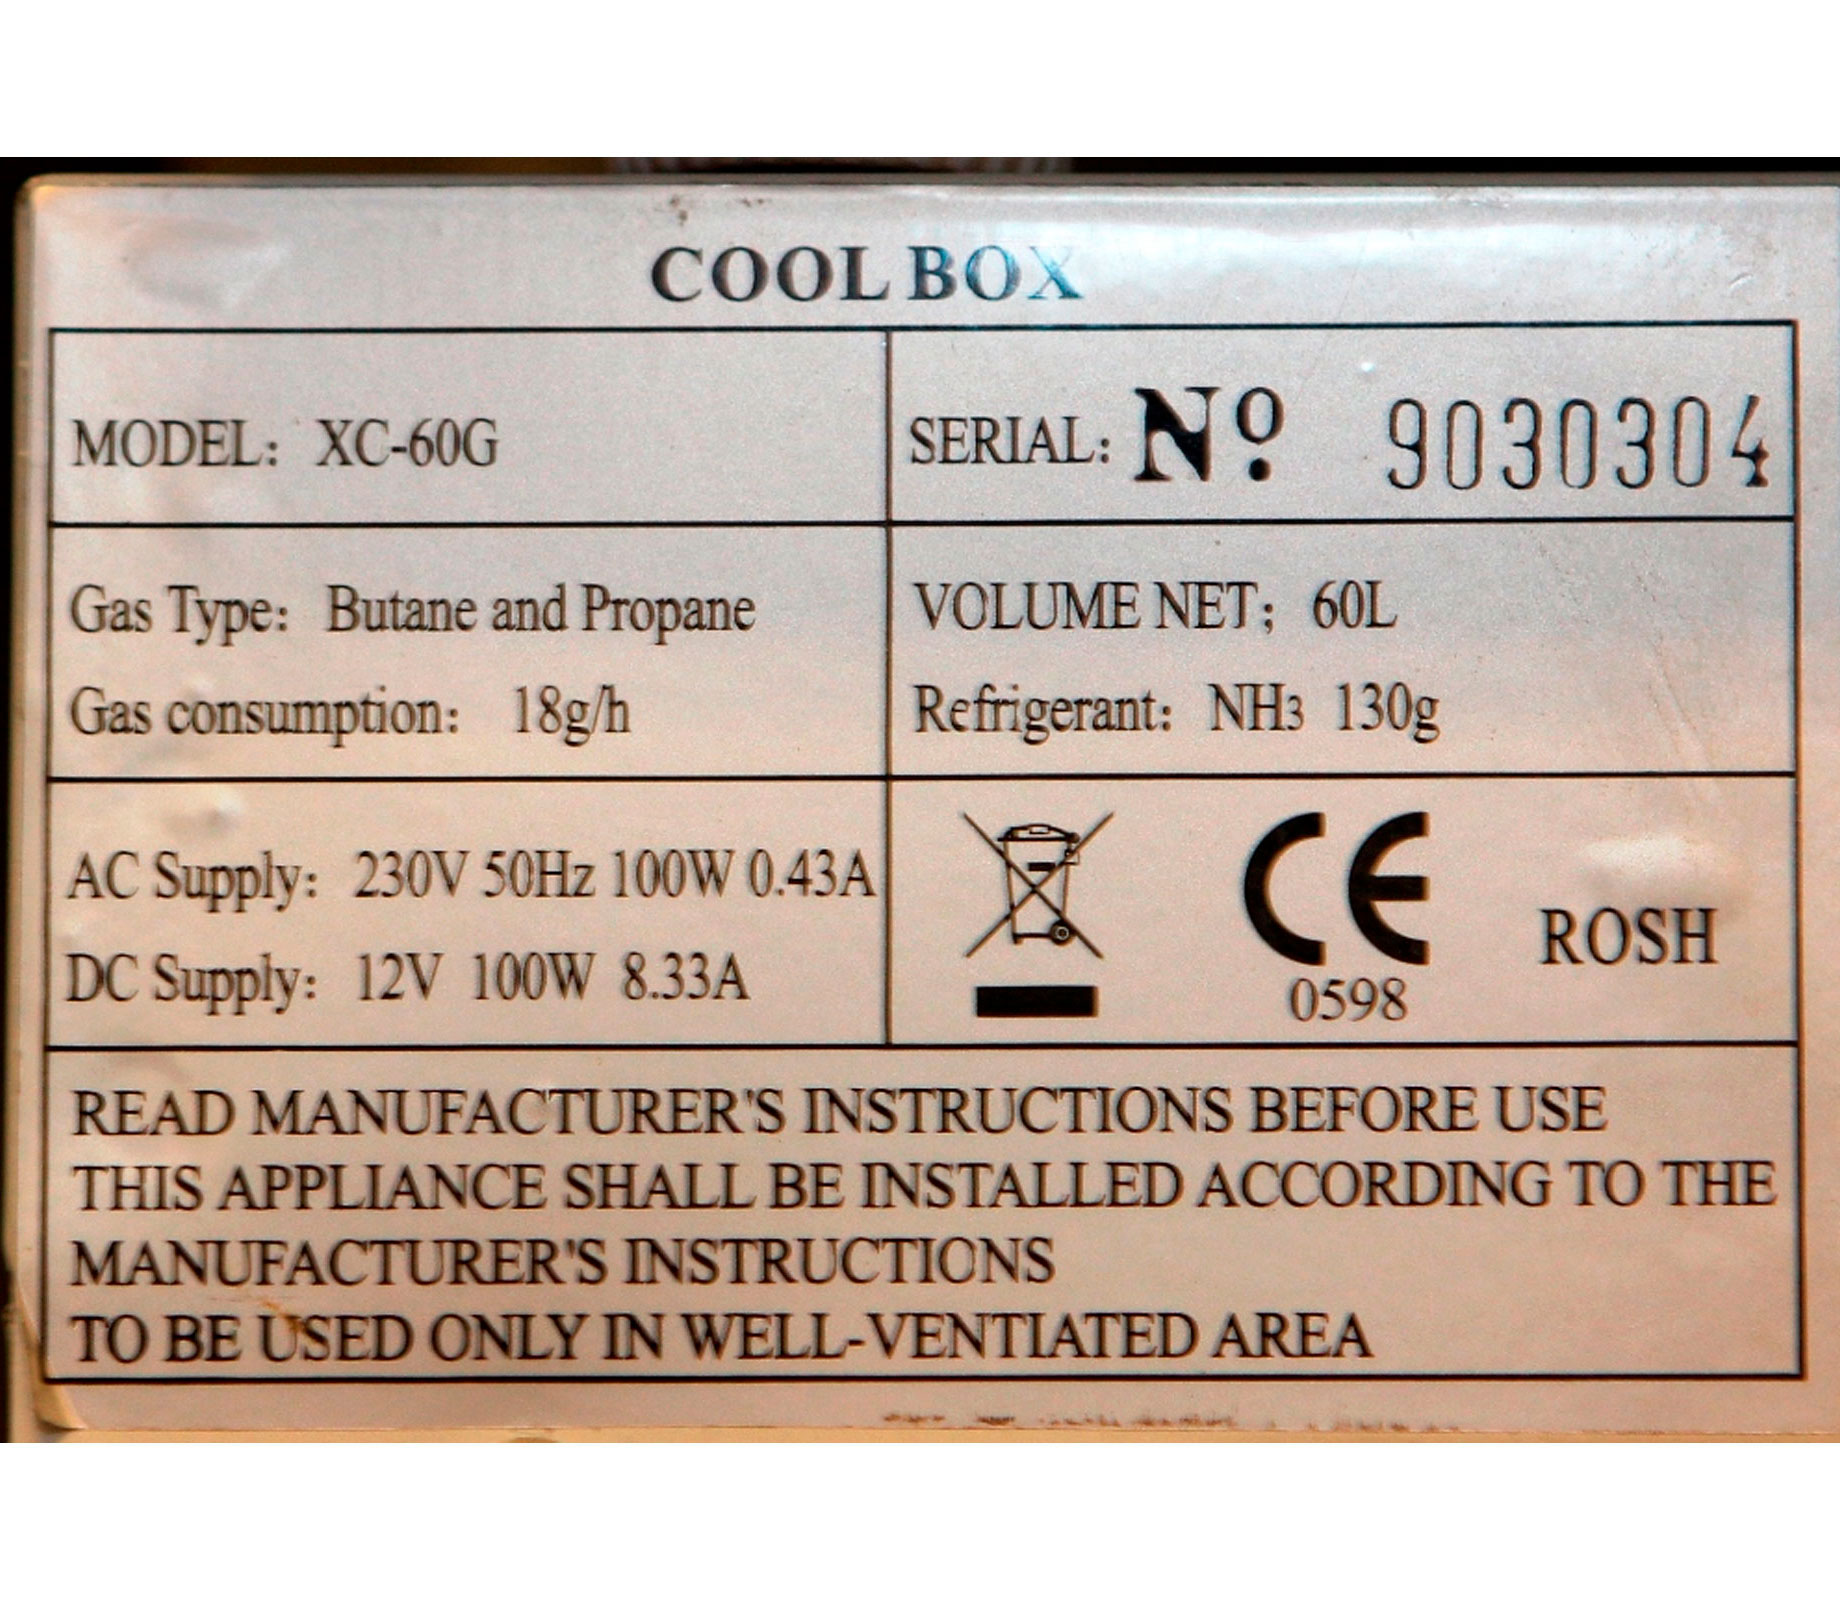 COOL BOX
MODEL: XC-60G
SERIAL: Nº 9030304
Gas Type: Butane and Propane
Gas consumption: 18g/h
VOLUME NET; 60L
Refrigerant: NH3 130g
AC Supply: 230V 50Hz 100W 0.43A
DC Supply: 12V 100W 8.33A
CE
0598
ROSH
READ MANUFACTURER'S INSTRUCTIONS BEFORE USE
THIS APPLIANCE SHALL BE INSTALLED ACCORDING TO THE
MANUFACTURER'S INSTRUCTIONS
TO BE USED ONLY IN WELL-VENTIATED AREA